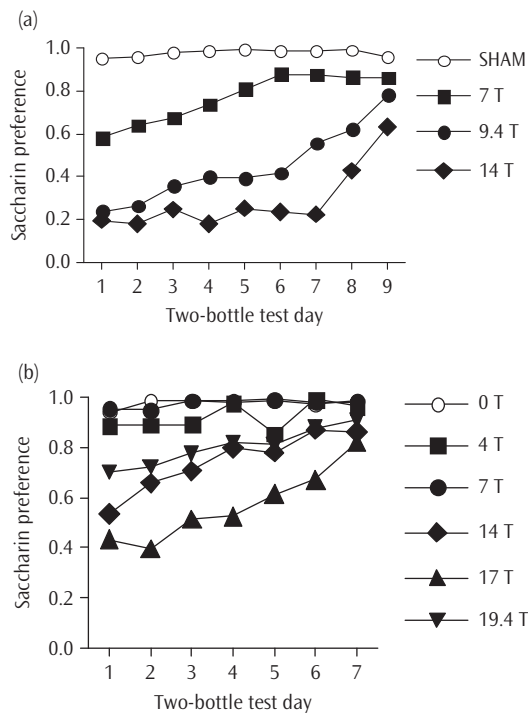 (a)
1.0
0.8
0.6
0.4
0.2
0.0
Saccharin preference
1 2 3 4 5 6 7 8 9
Two-bottle test day
SHAM
7 T
9.4 T
14 T
(b)
1.0
0.8
0.6
0.4
0.2
0.0
Saccharin preference
1 2 3 4 5 6 7
Two-bottle test day
0 T
4 T
7 T
14 T
17 T
19.4 T